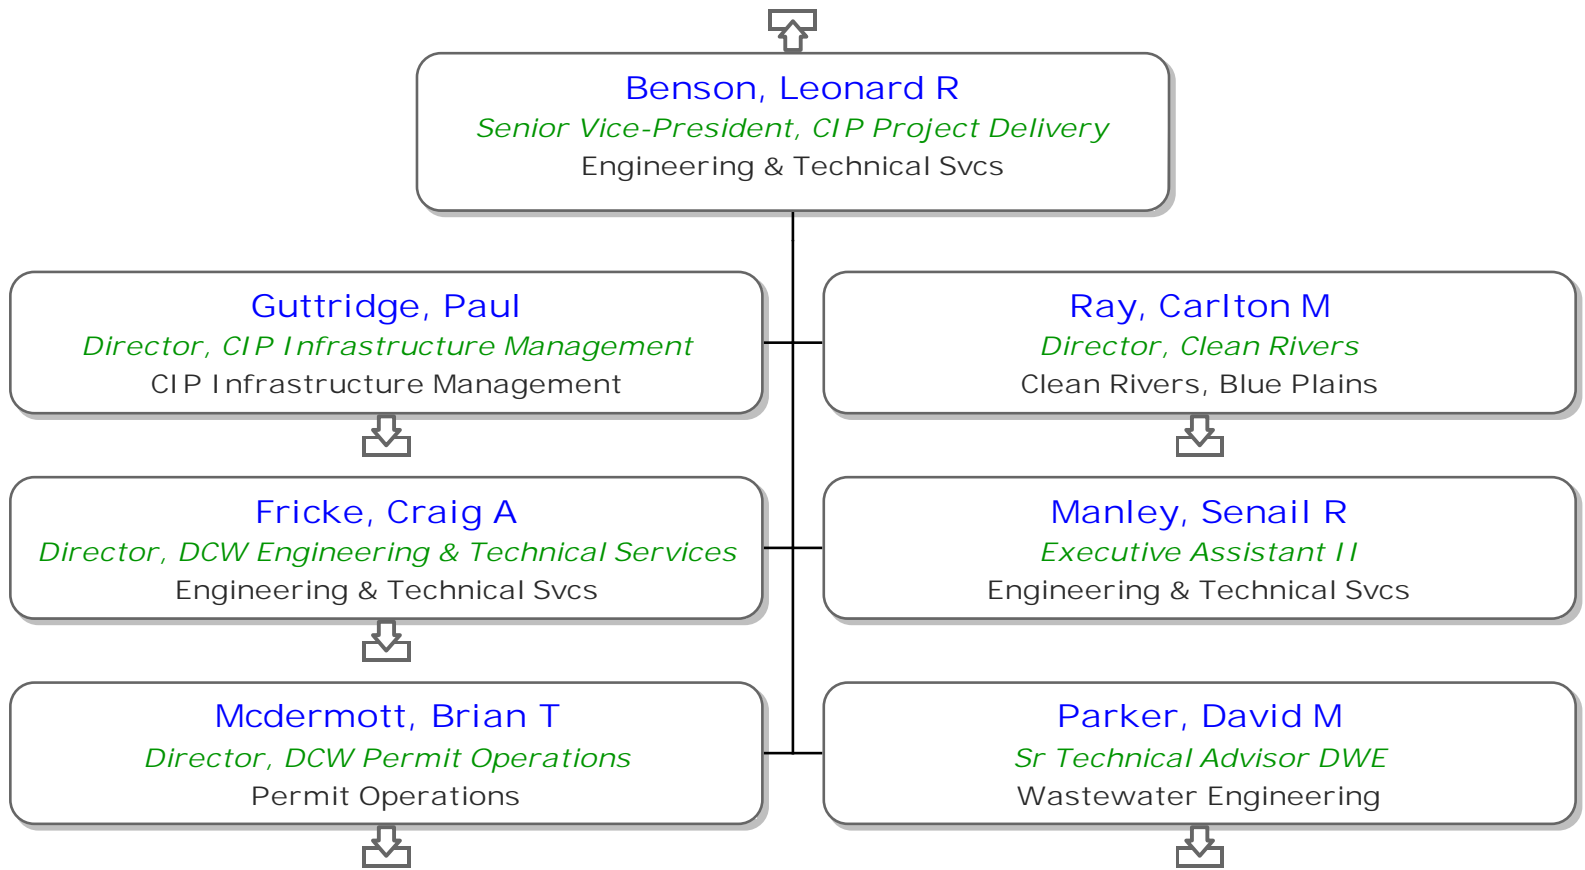 Benson, Leonard R
Senior Vice-President, CIP Project Delivery
Engineering & Technical Svcs
Guttridge, Paul
Director, CIP Infrastructure Management
CIP Infrastructure Management
Ray, Carlton M
Director, Clean Rivers
Clean Rivers, Blue Plains
Fricke, Craig A
Director, DCW Engineering & Technical Services
Engineering & Technical Svcs
Manley, Senail R
Executive Assistant II
Engineering & Technical Svcs
Mcdermott, Brian T
Director, DCW Permit Operations
Permit Operations
Parker, David M
Sr Technical Advisor DWE
Wastewater Engineering